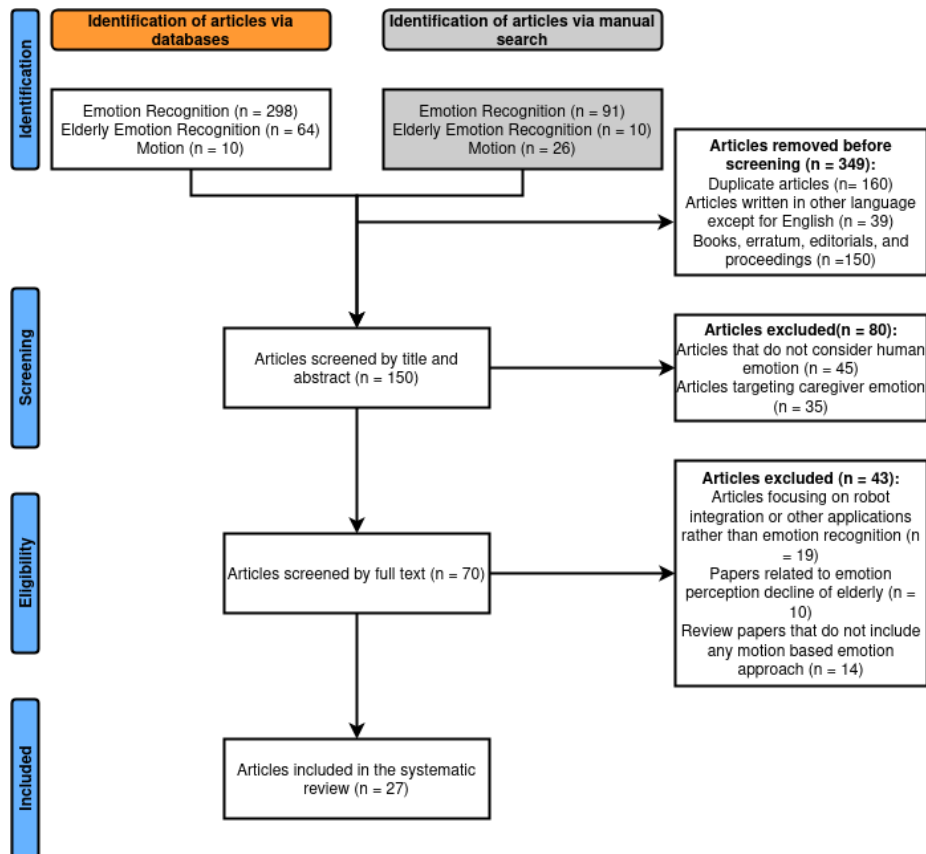 Identification
Identification of articles via
databases
Identification of articles via manual
search
Emotion Recognition (n = 298)
Elderly Emotion Recognition (n = 64)
Motion (n = 10)
Emotion Recognition (n = 91)
Elderly Emotion Recognition (n = 10)
Motion (n = 26)
Articles removed before
screening (n = 349):
Duplicate articles (n= 160)
Articles written in other language
except for English (n = 39)
Books, erratum, editorials, and
proceedings (n =150)
Screening
Articles screened by title and
abstract (n = 150)
Articles excluded(n = 80):
Articles that do not consider human
emotion (n = 45)
Articles targeting caregiver emotion
(n = 35)
Eligibility
Articles screened by full text (n = 70)
Articles excluded (n = 43):
Articles focusing on robot
integration or other applications
rather than emotion recognition (n
= 19)
Papers related to emotion
perception decline of elderly (n =
10)
Review papers that do not include
any motion based emotion
approach (n = 14)
Included
Articles included in the systematic
review (n = 27)